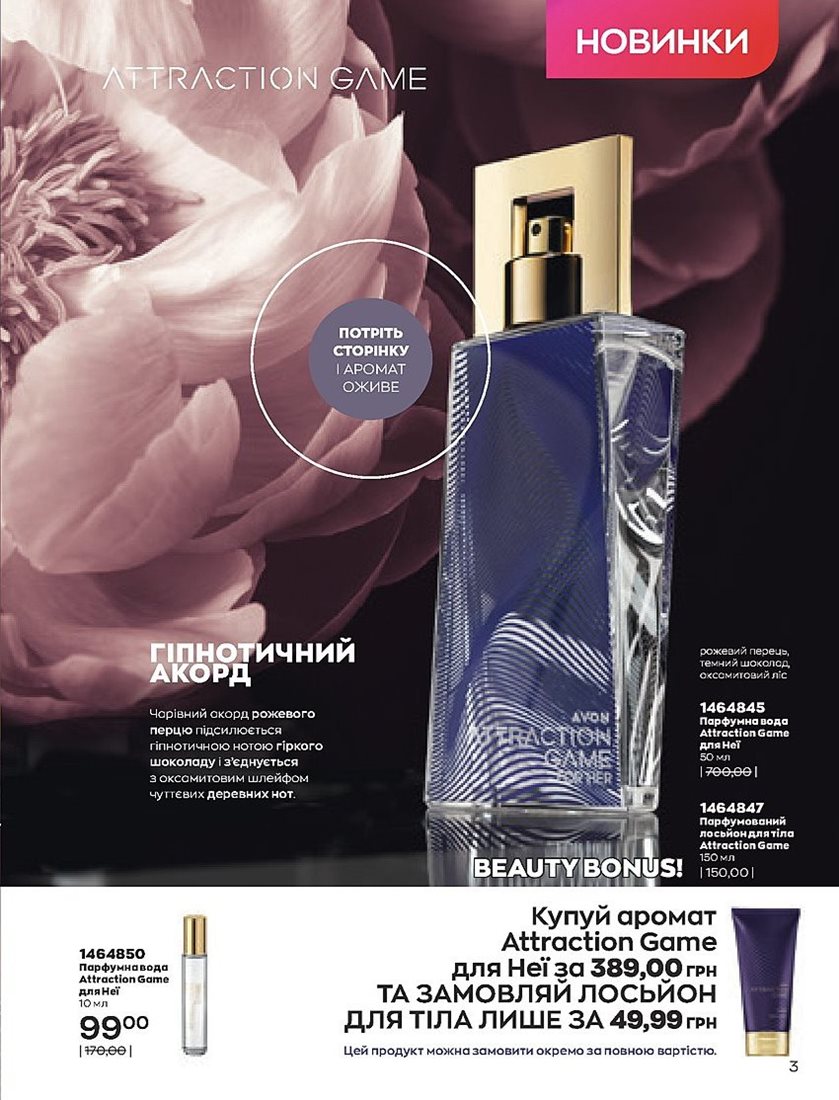 НОВИНКИ
ATTRACTION GAME
ПОТРІТЬ
СТОРІНКУ
І АРОМАТ
ОЖИВЕ
ГІПНОТИЧНИЙ
АКОРД
Чарівний акорд рожевого
перцю підсилюється
гіпнотичною нотою гіркого
шоколаду і з’єднується
з оксамитовим шлейфом
чуттєвих деревних нот.
AVON
ATTRACTION
GAME
FOR HER
рожевий перець,
темний шоколад,
оксамитовий ліс
1464845
Парфумна вода
Attraction Game
для Неї
50 мл
|700,00|
1464847
Парфумований
лосьйон для тіла
Attraction Game
150 мл
|150,00|
BEAUTY BONUS!
1464850
Парфумна вода
Attraction Game
для Неї
10 мл
9900
|170,00|
Купуй аромат
Attraction Game
для Неї за 389,00 ГРН
ТА ЗАМОВЛЯЙ ЛОСЬЙОН
ДЛЯ ТІЛА ЛИШЕ ЗА 49,99 ГРН
Цей продукт можна замовити окремо за повною вартістю.
3